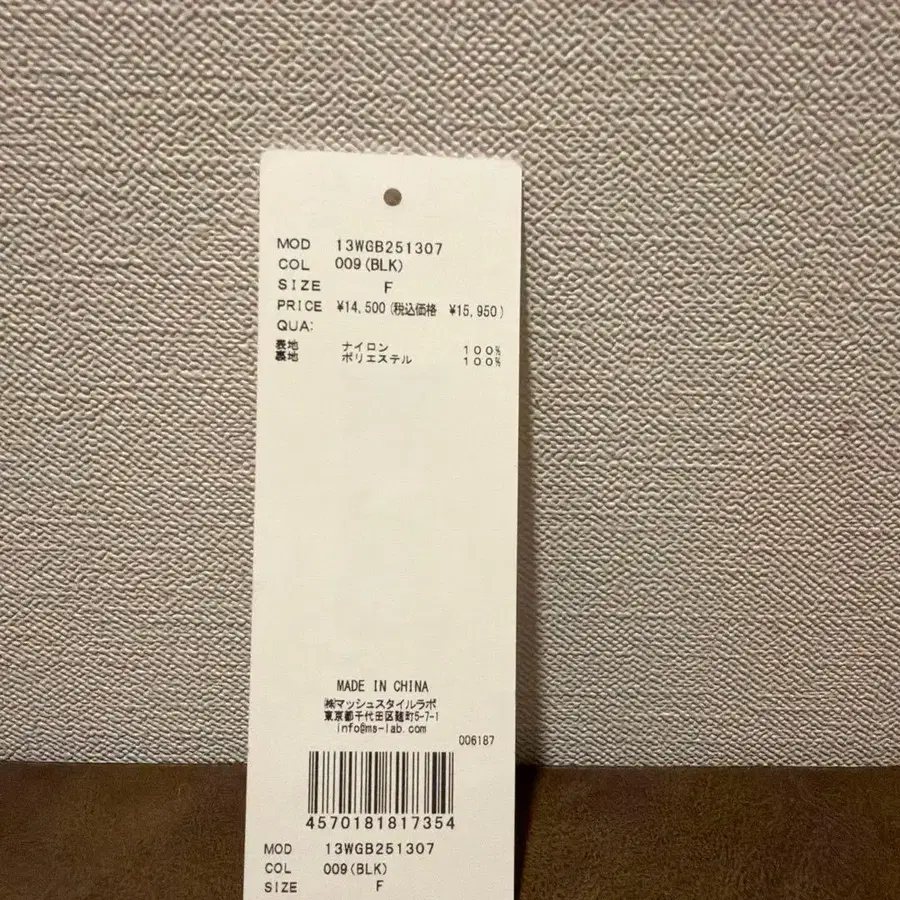 MOD 13WGB251307
COL 009(BLK)
SIZE F
PRICE ¥14,500(税込価格 ¥15,950)
QUA:
表地 ナイロン 100%
裏地 ポリエステル 100%
MADE IN CHINA
㈱マッシュスタイルラボ
東京都千代田区麹町5-7-1
info@ms-lab.com
006187
4570181817354
MOD 13WGB251307
COL 009(BLK)
SIZE F